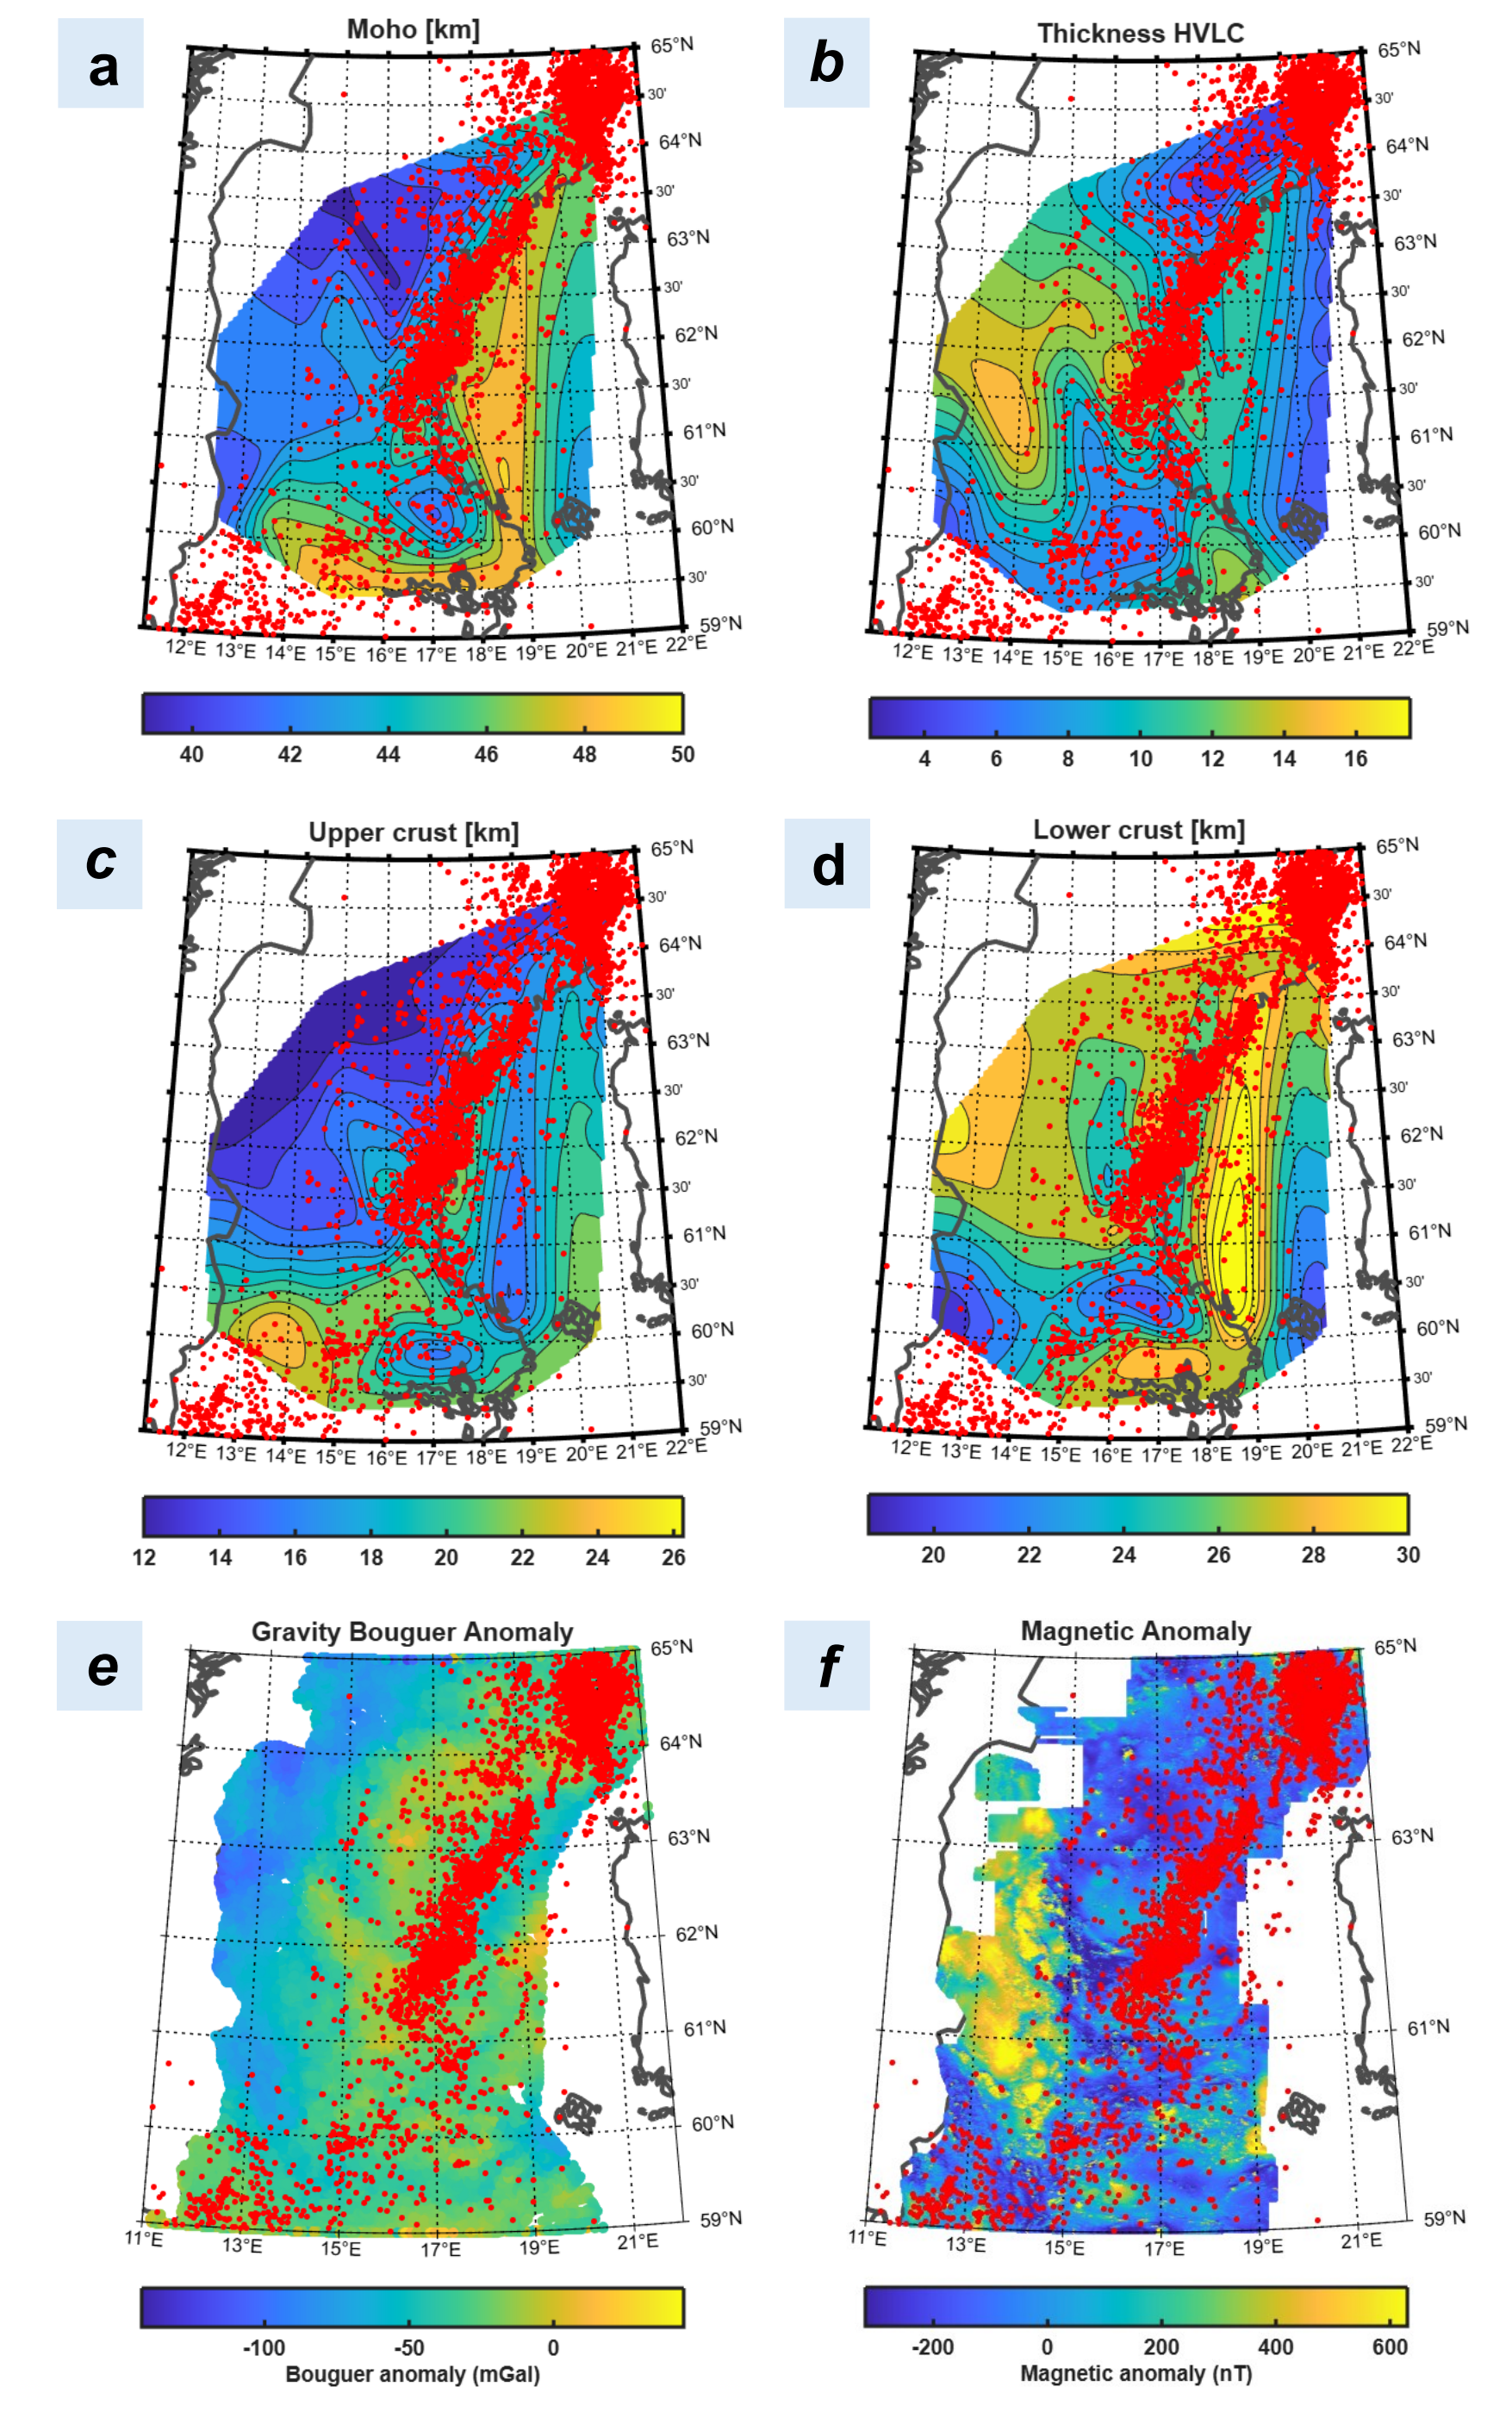 a
Moho [km]
65°N
30'
64°N
30'
63°N
30'
62°N
30'
61°N
30'
60°N
30'
59°N
12°E 13°E 14°E 15°E 16°E 17°E 18°E 19°E 20°E 21°E 22°E
40 42 44 46 48 50
b
Thickness HVLC
65°N
30'
64°N
30'
63°N
30'
62°N
30'
61°N
30'
60°N
30'
59°N
12°E 13°E 14°E 15°E 16°E 17°E 18°E 19°E 20°E 21°E 22°E
4 6 8 10 12 14 16
c
Upper crust [km]
65°N
30'
64°N
30'
63°N
30'
62°N
30'
61°N
30'
60°N
30'
59°N
12°E 13°E 14°E 15°E 16°E 17°E 18°E 19°E 20°E 21°E 22°E
12 14 16 18 20 22 24 26
d
Lower crust [km]
65°N
30'
64°N
30'
63°N
30'
62°N
30'
61°N
30'
60°N
30'
59°N
12°E 13°E 14°E 15°E 16°E 17°E 18°E 19°E 20°E 21°E 22°E
20 22 24 26 28 30
e
Gravity Bouguer Anomaly
65°N
64°N
63°N
62°N
61°N
60°N
59°N
11°E 13°E 15°E 17°E 19°E 21°E
-100 -50 0
Bouguer anomaly (mGal)
f
Magnetic Anomaly
65°N
63°N
61°N
59°N
11°E 13°E 15°E 17°E 19°E 21°E
-200 0 200 400 600
Magnetic anomaly (nT)